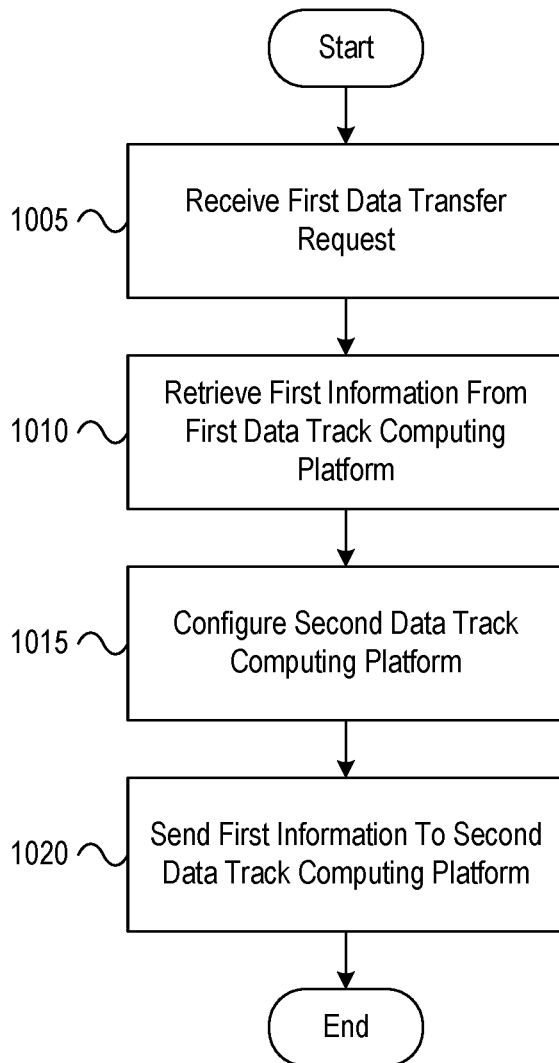 Start
1005
Receive First Data Transfer
Request
1010
Retrieve First Information From
First Data Track Computing
Platform
1015
Configure Second Data Track
Computing Platform
1020
Send First Information To Second
Data Track Computing Platform
End